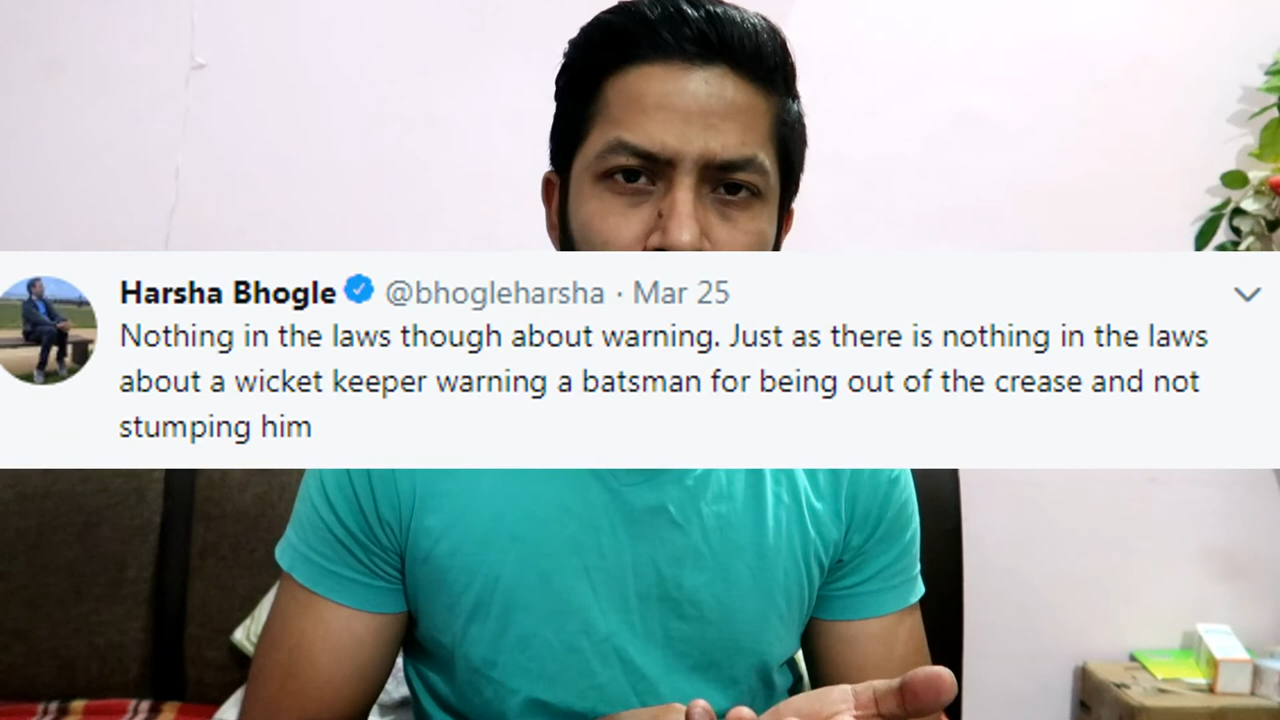 Harsha Bhogle @bhogleharsha · Mar 25
Nothing in the laws though about warning. Just as there is nothing in the laws
about a wicket keeper warning a batsman for being out of the crease and not
stumping him